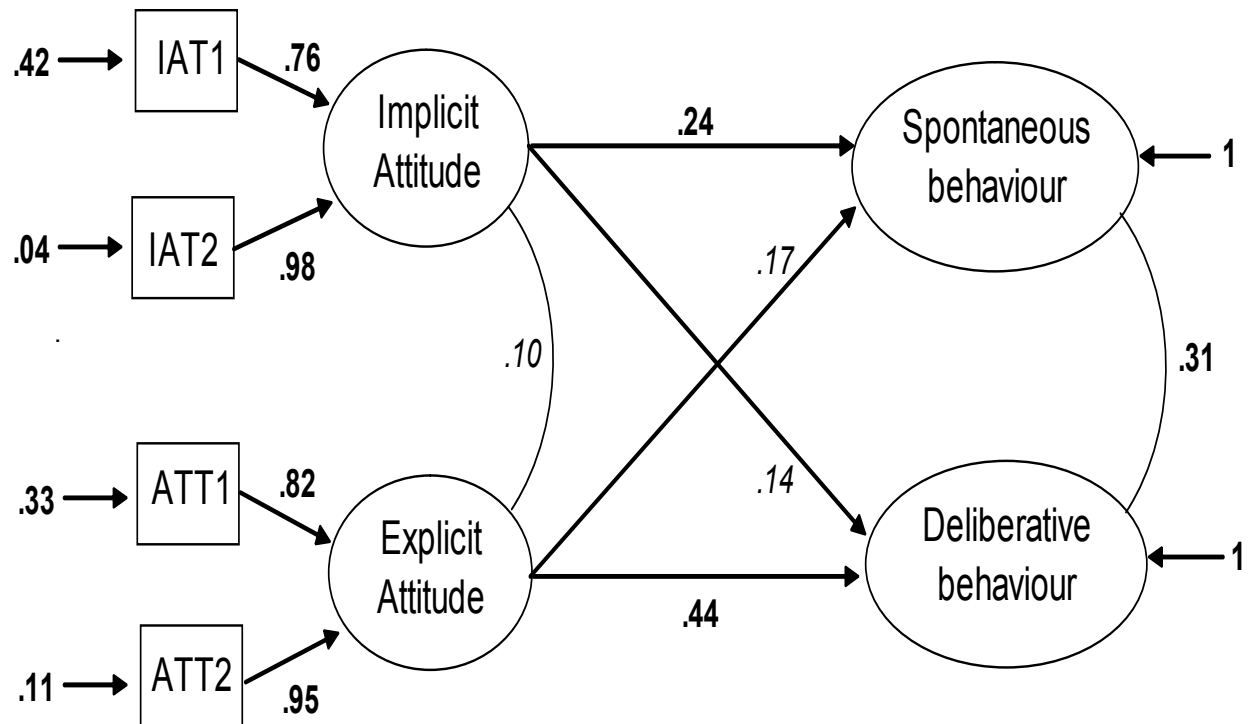 .42
IAT1
.76
Implicit
Attitude
.24
Spontaneous
behaviour
1
.04
IAT2
.98
.17
.10
.31
.33
ATT1
.82
.14
Explicit
Attitude
Deliberative
behaviour
1
.44
.11
ATT2
.95